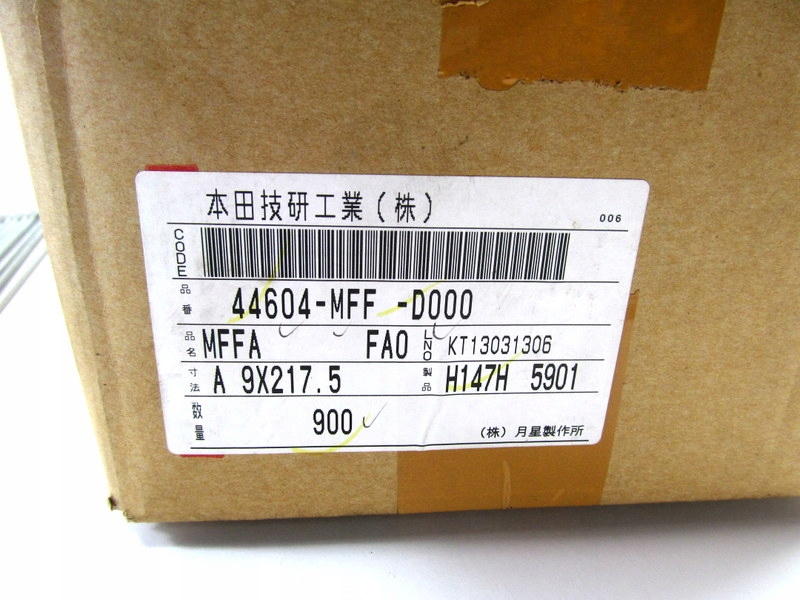 本田技研工業(株)
006
CODE
品番 44604-MFF -D000
品名 MFFA FA0 LNO KT13031306
寸法 A 9X217.5 製品 H147H 5901
数量 900
(株)月星製作所